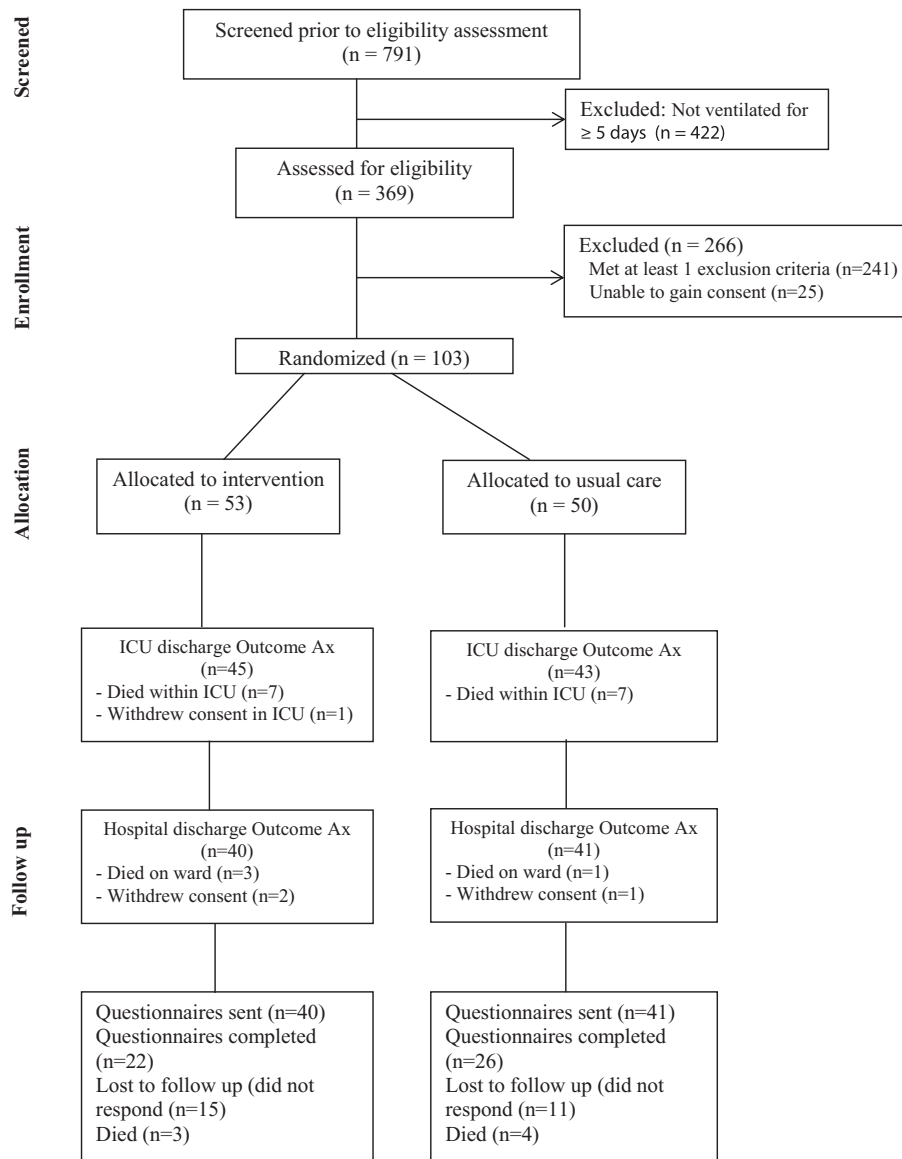 Screened
Screened prior to eligibility assessment
(n = 791)
Excluded: Not ventilated for
≥ 5 days (n = 422)
Assessed for eligibility
(n = 369)
Enrollment
Excluded (n = 266)
Met at least 1 exclusion criteria (n=241)
Unable to gain consent (n=25)
Randomized (n = 103)
Allocation
Allocated to intervention
(n = 53)
Allocated to usual care
(n = 50)
Follow up
ICU discharge Outcome Ax
(n=45)
- Died within ICU (n=7)
- Withdrew consent in ICU (n=1)
ICU discharge Outcome Ax
(n=43)
- Died within ICU (n=7)
Hospital discharge Outcome Ax
(n=40)
- Died on ward (n=3)
- Withdrew consent (n=2)
Hospital discharge Outcome Ax
(n=41)
- Died on ward (n=1)
- Withdrew consent (n=1)
Questionnaires sent (n=40)
Questionnaires completed
(n=22)
Lost to follow up (did not
respond (n=15)
Died (n=3)
Questionnaires sent (n=41)
Questionnaires completed
(n=26)
Lost to follow up (did not
respond (n=11)
Died (n=4)